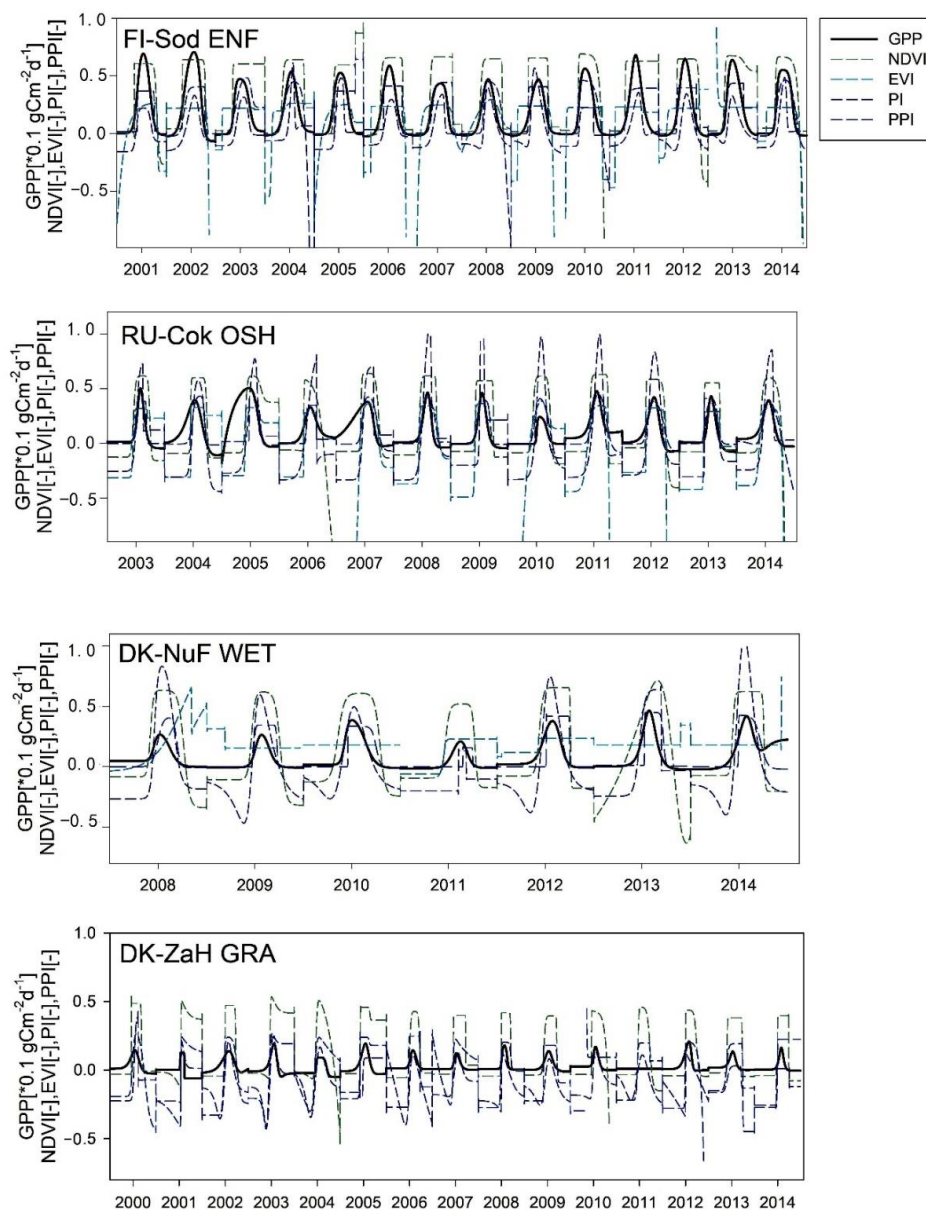 FI-Sod ENF
GPP[*0.1 gCm-2d-1]
NDVI[-],EVI[-],PI[-],PPI[-]
1.0
0.5
0.0
-0.5
2001 2002 2003 2004 2005 2006 2007 2008 2009 2010 2011 2012 2013 2014
GPP
NDVI
EVI
PI
PPI
RU-Cok OSH
GPP[*0.1 gCm-2d-1]
NDVI[-],EVI[-],PI[-],PPI[-]
1.0
0.5
0.0
-0.5
2003 2004 2005 2006 2007 2008 2009 2010 2011 2012 2013 2014
DK-NuF WET
GPP[*0.1 gCm-2d-1]
NDVI[-],EVI[-],PI[-],PPI[-]
1.0
0.5
0.0
-0.5
2008 2009 2010 2011 2012 2013 2014
DK-ZaH GRA
GPP[*0.1 gCm-2d-1]
NDVI[-],EVI[-],PI[-],PPI[-]
1.0
0.5
0.0
-0.5
2000 2001 2002 2003 2004 2005 2006 2007 2008 2009 2010 2011 2012 2013 2014